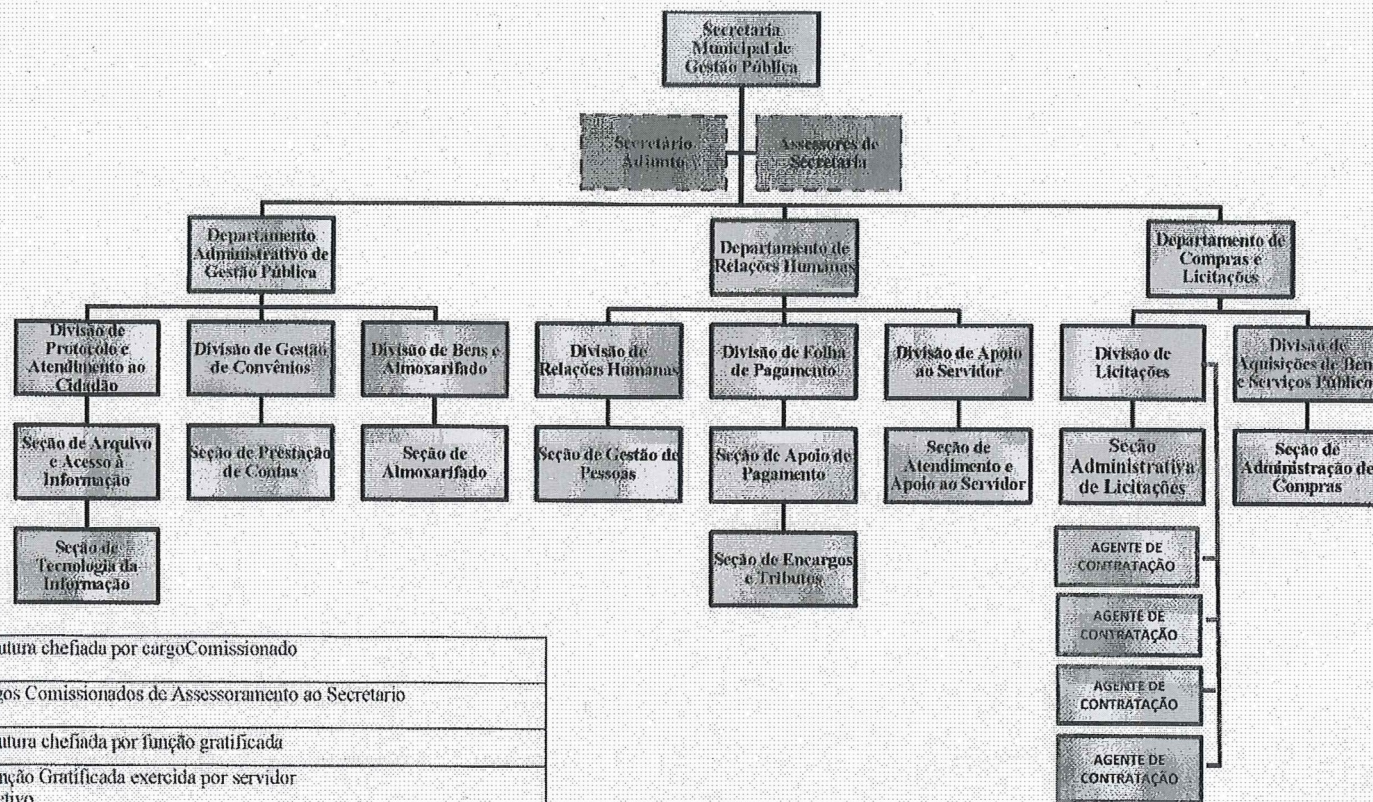 Secretaria
Municipal de
Gestão Pública
Secretário
Adjunto
Assessores de
Secretaria
Departamento
Administrativo de
Gestão Pública
Departamento de
Relações Humanas
Departamento de
Compras e
Licitações
Divisão de
Protocolo e
Atendimento ao
Cidadão
Divisão de Gestão
de Convênios
Divisão de Bens e
Almoxarifado
Divisão de
Relações Humanas
Divisão de Folha
de Pagamento
Divisão de Apoio
ao Servidor
Divisão de
Licitações
Divisão de
Aquisições de Ben
e Serviços Público
Seção de Arquivo
e Acesso à
Informação
Seção de Prestação
de Contas
Seção de
Almoxarifado
Seção de Gestão de
Pessoas
Seção de Apoio de
Pagamento
Seção de
Atendimento e
Apoio ao Servidor
Seção
Administrativa
de Licitações
Seção de
Administração de
Compras
Seção de
Tecnologia da
Informação
Seção de Encargos
e Tributos
AGENTE DE
CONTRATAÇÃO
AGENTE DE
CONTRATAÇÃO
AGENTE DE
CONTRATAÇÃO
AGENTE DE
CONTRATAÇÃO
utura chefiada por cargoComissionado
gos Comissionados de Assessoramento ao Secretario
utura chefiada por função gratificada
nção Gratificada exercida por servidor
etivo